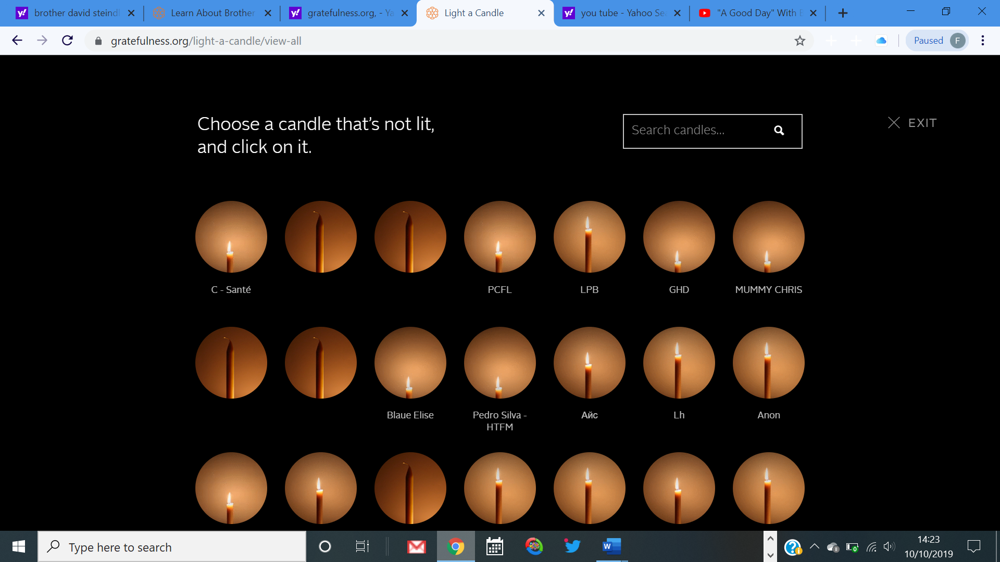 brother david steindl
Learn About Brother
gratefulness.org, - Ya
Light a Candle
you tube - Yahoo Sea
"A Good Day" With B
gratefulness.org/light-a-candle/view-all
Paused F
Choose a candle that's not lit,
and click on it.
Search candles...
EXIT
C - Santé
PCFL
LPB
GHD
MUMMY CHRIS
Blaue Elise
Pedro Silva -
HTFM
Айс
Lh
Anon
Type here to search
14:23
10/10/2019